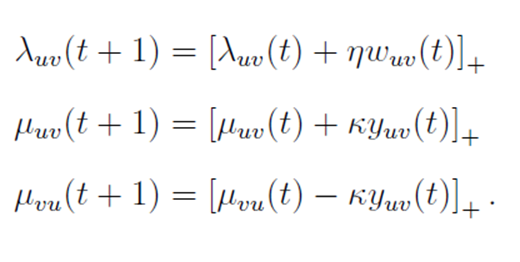 λ_{uv}(t + 1) = [λ_{uv}(t) + ηw_{uv}(t)]_+
μ_{uv}(t + 1) = [μ_{uv}(t) + κy_{uv}(t)]_+
μ_{vu}(t + 1) = [μ_{vu}(t) − κy_{uv}(t)]_+ .